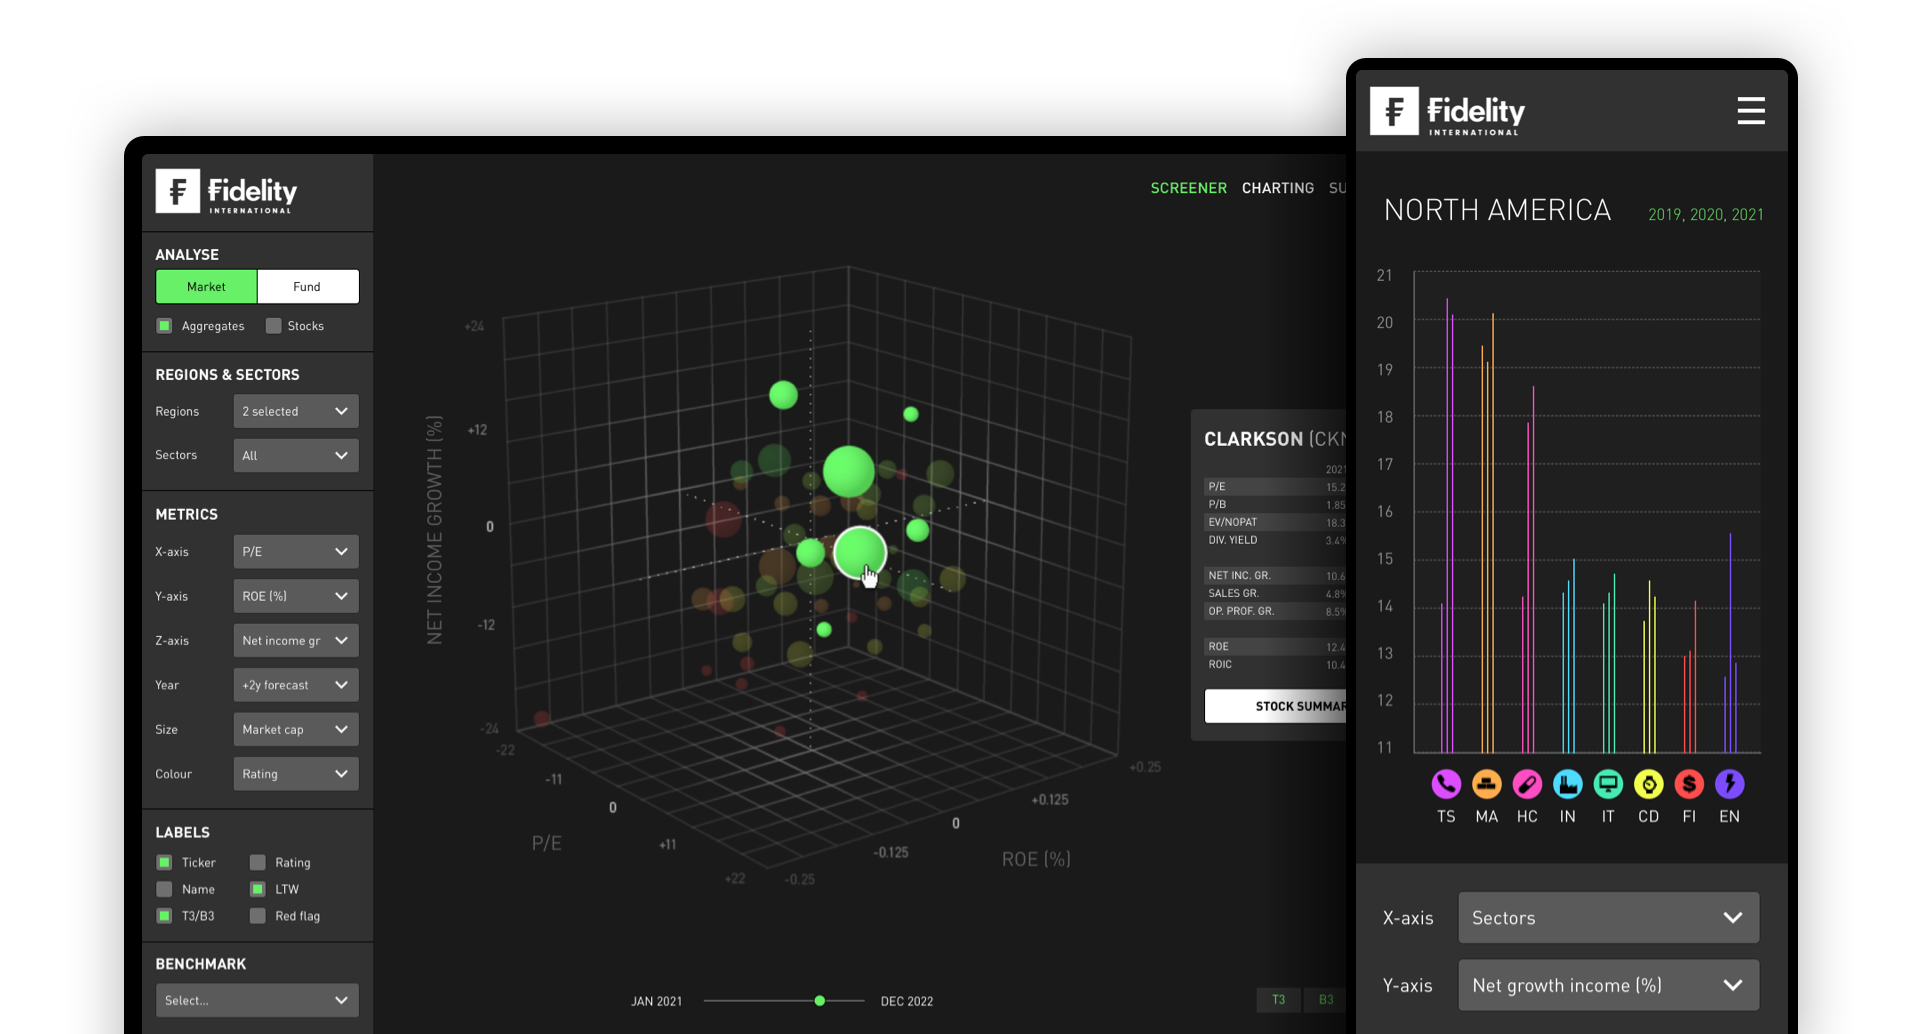 Fidelity
INTERNATIONAL
ANALYSE
Market Fund
Aggregates Stocks
REGIONS & SECTORS
Regions 2 selected
Sectors All
METRICS
X-axis P/E
Y-axis ROE (%)
Z-axis Net income gr
Year +2y forecast
Size Market cap
Colour Rating
LABELS
Ticker Rating
Name LTW
T3/B3 Red flag
BENCHMARK
Select...
SCREENER CHARTING SU
NET INCOME GROWTH (%)
+24
+12
0
-12
-24
-22
-11
0
+11
+22
P/E
-0.25
-0.125
0
+0.125
+0.25
ROE (%)
CLARKSON (CKN
2021
P/E 15.2
P/B 1.85
EV/NOPAT 18.3
DIV. YIELD 3.4%
NET INC. GR. 10.6
SALES GR. 4.8%
OP. PROF. GR. 8.5%
ROE 12.4
ROIC 10.4
STOCK SUMMAR
JAN 2021 DEC 2022
T3 B3
Fidelity
INTERNATIONAL
NORTH AMERICA 2019, 2020, 2021
21
20
19
18
17
16
15
14
13
12
11
TS MA HC IN IT CD FI EN
X-axis Sectors
Y-axis Net growth income (%)